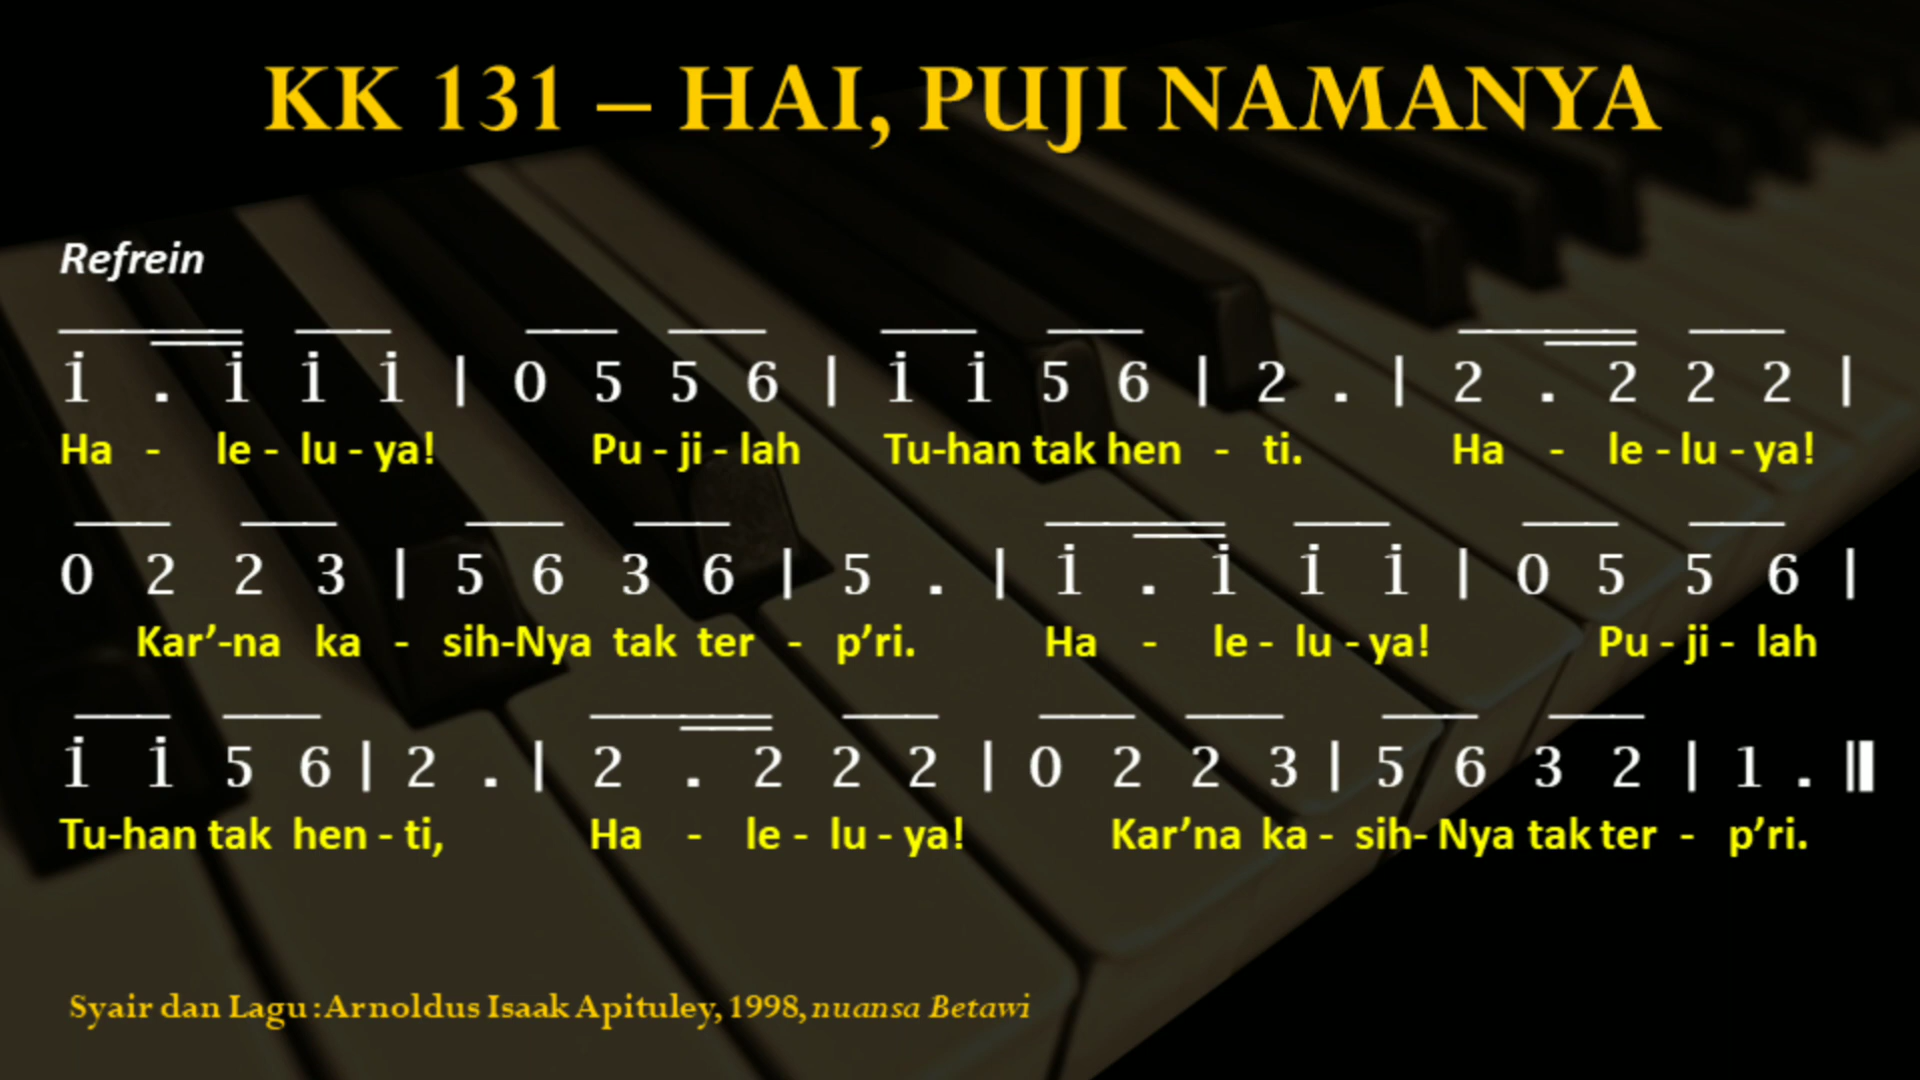 KK 131 – HAI, PUJI NAMANYA
Refrein
i . i i i | 0 5 5 6 | i i 5 6 | 2 . | 2 . 2 2 2 |
Ha - le - lu - ya! Pu - ji - lah Tu-han tak hen - ti. Ha - le - lu - ya!
0 2 2 3 | 5 6 3 6 | 5 . | i . i i i | 0 5 5 6 |
Kar’-na ka - sih-Nya tak ter - p’ri. Ha - le - lu - ya! Pu - ji - lah
i i 5 6 | 2 . | 2 . 2 2 2 | 0 2 2 3 | 5 6 3 2 | 1 . ||
Tu-han tak hen - ti, Ha - le - lu - ya! Kar’na ka - sih- Nya tak ter - p’ri.
Syair dan Lagu : Arnoldus Isaak Apituley, 1998, nuansa Betawi